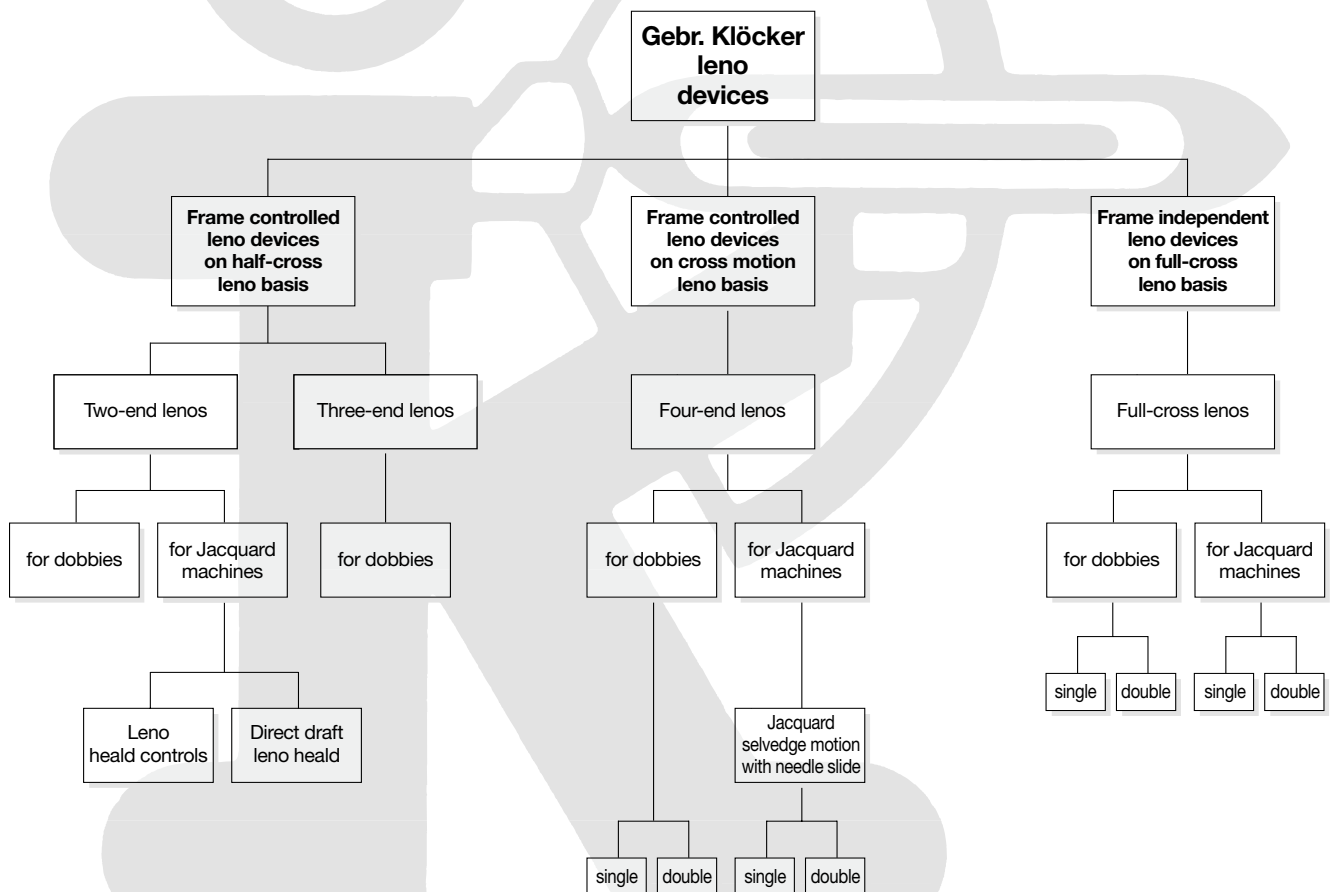 Gebr. Klöcker
leno
devices
Frame controlled
leno devices
on half-cross
leno basis
Frame controlled
leno devices
on cross motion
leno basis
Frame independent
leno devices
on full-cross
leno basis
Two-end lenos
Three-end lenos
Four-end lenos
Full-cross lenos
for dobbies
for Jacquard
machines
for dobbies
for dobbies
for Jacquard
machines
for dobbies
for Jacquard
machines
single
double
single
double
Leno
heald controls
Direct draft
leno heald
Jacquard
selvedge motion
with needle slide
single
double
single
double